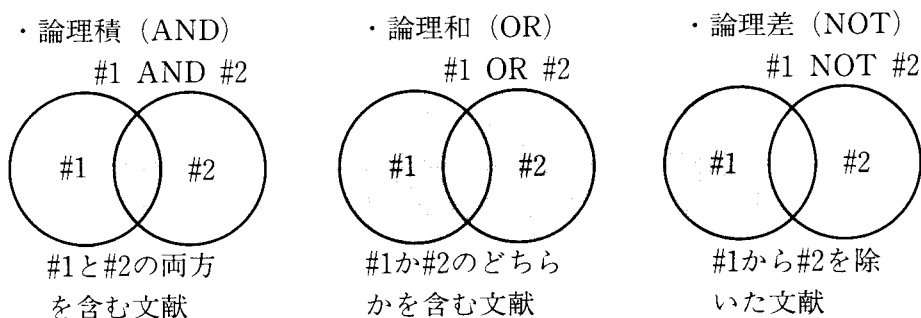 ・論理積（AND）
#1 AND #2
#1 #2
#1と#2の両方
を含む文献
・論理和（OR）
#1 OR #2
#1 #2
#1か#2のどちら
かを含む文献
・論理差（NOT）
#1 NOT #2
#1 #2
#1から#2を除
いた文献